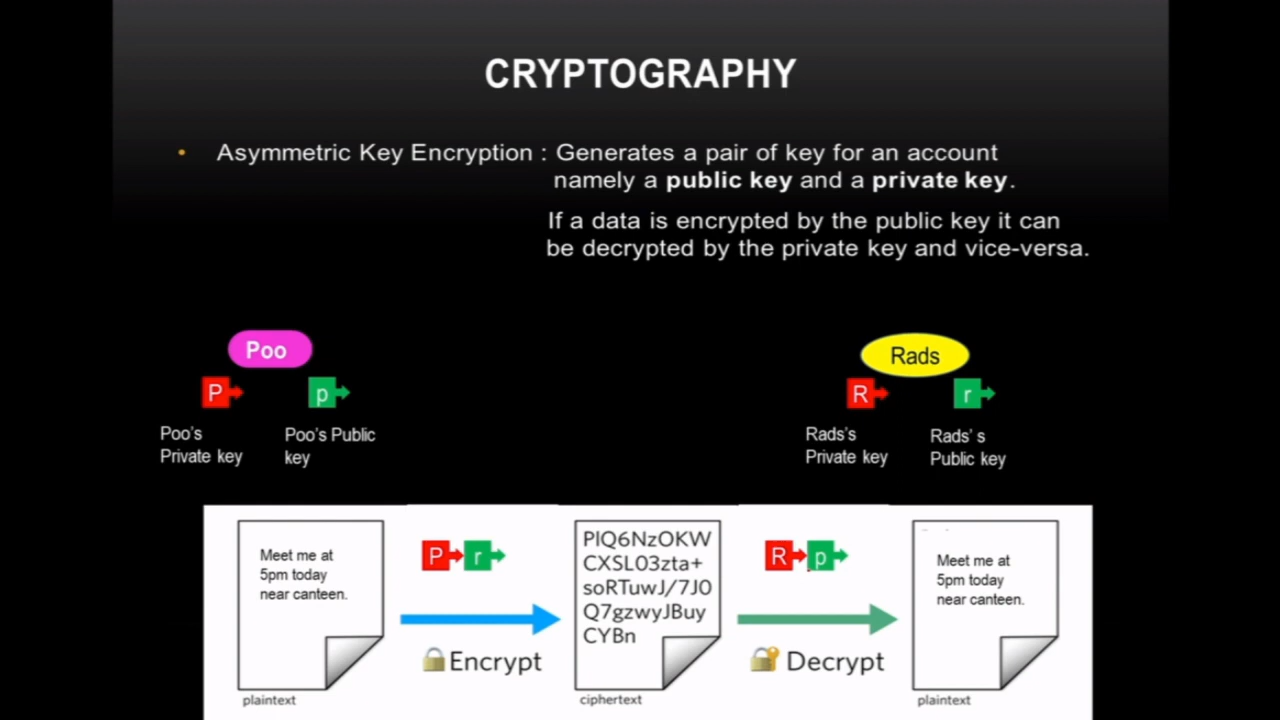 CRYPTOGRAPHY
• Asymmetric Key Encryption : Generates a pair of key for an account
namely a public key and a private key.
If a data is encrypted by the public key it can
be decrypted by the private key and vice-versa.
Poo
P
p
Poo's
Private key
Poo's Public
key
Rads
R
r
Rads's
Private key
Rads' s
Public key
Meet me at
5pm today
near canteen.
plaintext
P r
Encrypt
PlQ6NzOKW
CXSL03zta+
soRTuwJ/7J0
Q7gzwyJBuy
CYBn
ciphertext
R p
Decrypt
Meet me at
5pm today
near canteen.
plaintext